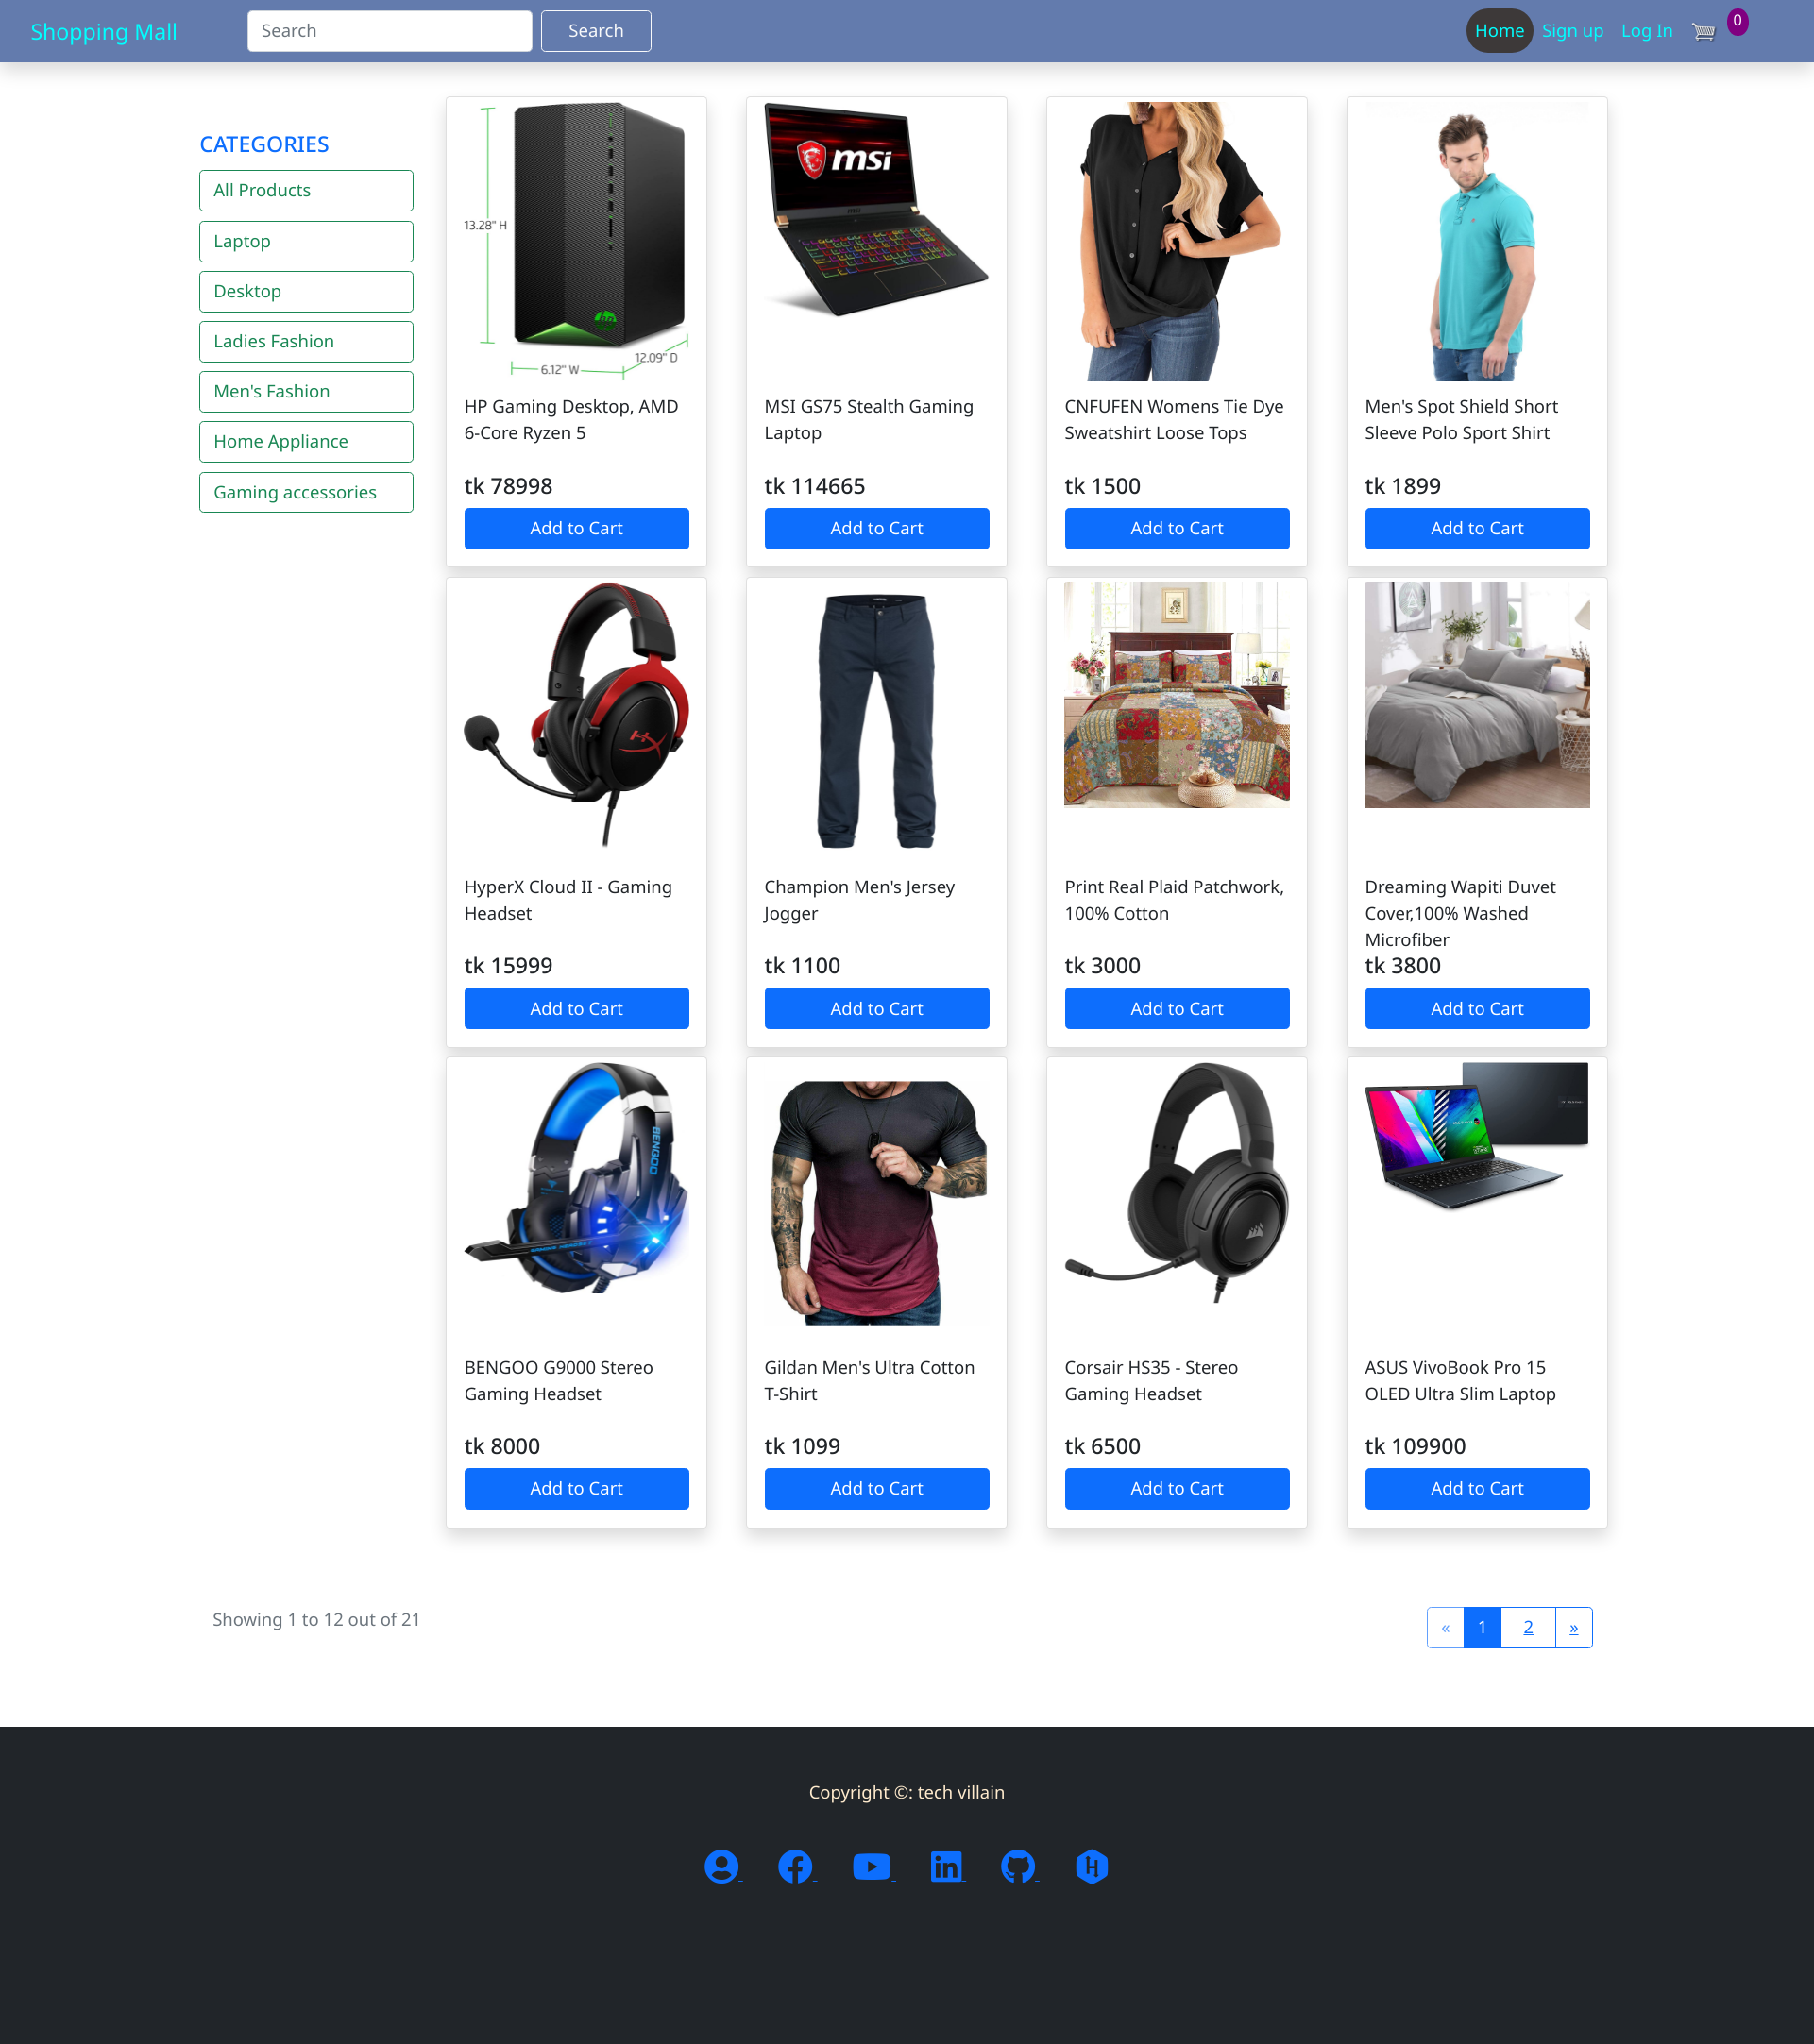 Shopping Mall
Search
Search
Home
Sign up
Log In
0
CATEGORIES
All Products
Laptop
Desktop
Ladies Fashion
Men's Fashion
Home Appliance
Gaming accessories
13.28" H
6.12" W
12.09" D
hp
HP Gaming Desktop, AMD
6-Core Ryzen 5
tk 78998
Add to Cart
msi
MSI GS75 Stealth Gaming
Laptop
tk 114665
Add to Cart
CNFUFEN Womens Tie Dye
Sweatshirt Loose Tops
tk 1500
Add to Cart
Men's Spot Shield Short
Sleeve Polo Sport Shirt
tk 1899
Add to Cart
HX
HyperX Cloud II - Gaming
Headset
tk 15999
Add to Cart
Champion Men's Jersey
Jogger
tk 1100
Add to Cart
Print Real Plaid Patchwork,
100% Cotton
tk 3000
Add to Cart
Dreaming Wapiti Duvet
Cover,100% Washed
Microfiber
tk 3800
Add to Cart
BENGOO
GAMING HEADSET
BENGOO G9000 Stereo
Gaming Headset
tk 8000
Add to Cart
Gildan Men's Ultra Cotton
T-Shirt
tk 1099
Add to Cart
Corsair HS35 - Stereo
Gaming Headset
tk 6500
Add to Cart
ASUS VivoBook Pro 15
OLED Ultra Slim Laptop
tk 109900
Add to Cart
Showing 1 to 12 out of 21
« 1 2 »
Copyright ©: tech villain